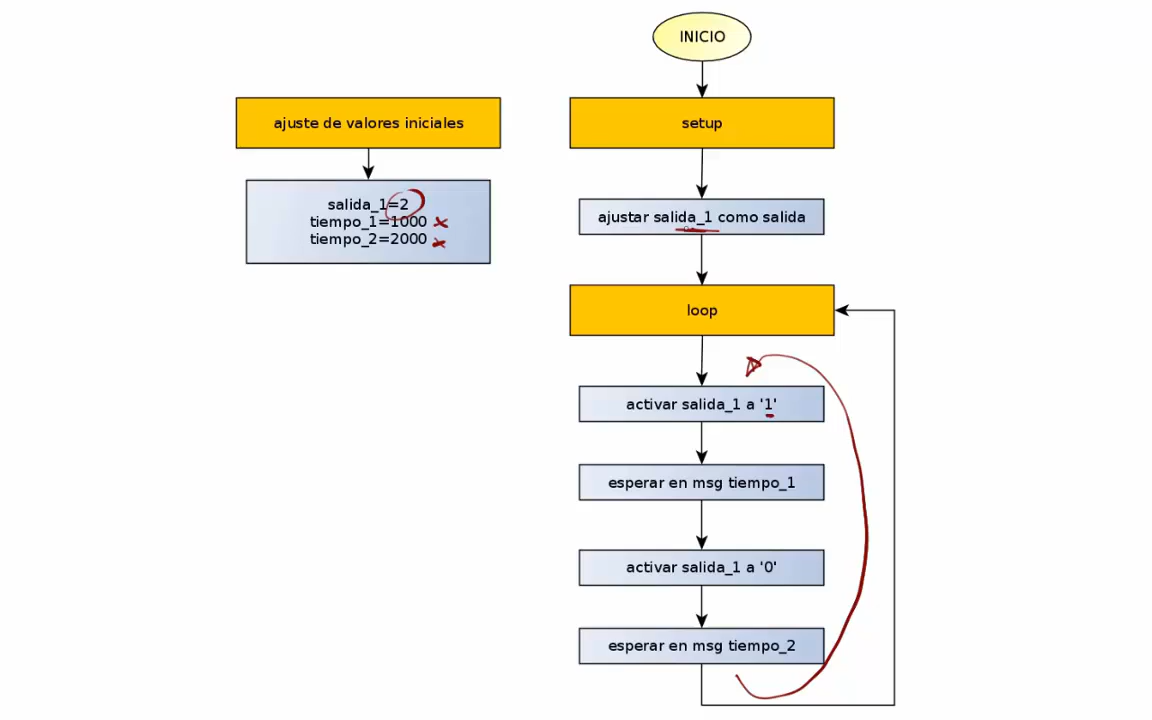 INICIO
ajuste de valores iniciales
salida_1=2
tiempo_1=1000
tiempo_2=2000
setup
ajustar salida_1 como salida
loop
activar salida_1 a '1'
esperar en msg tiempo_1
activar salida_1 a '0'
esperar en msg tiempo_2